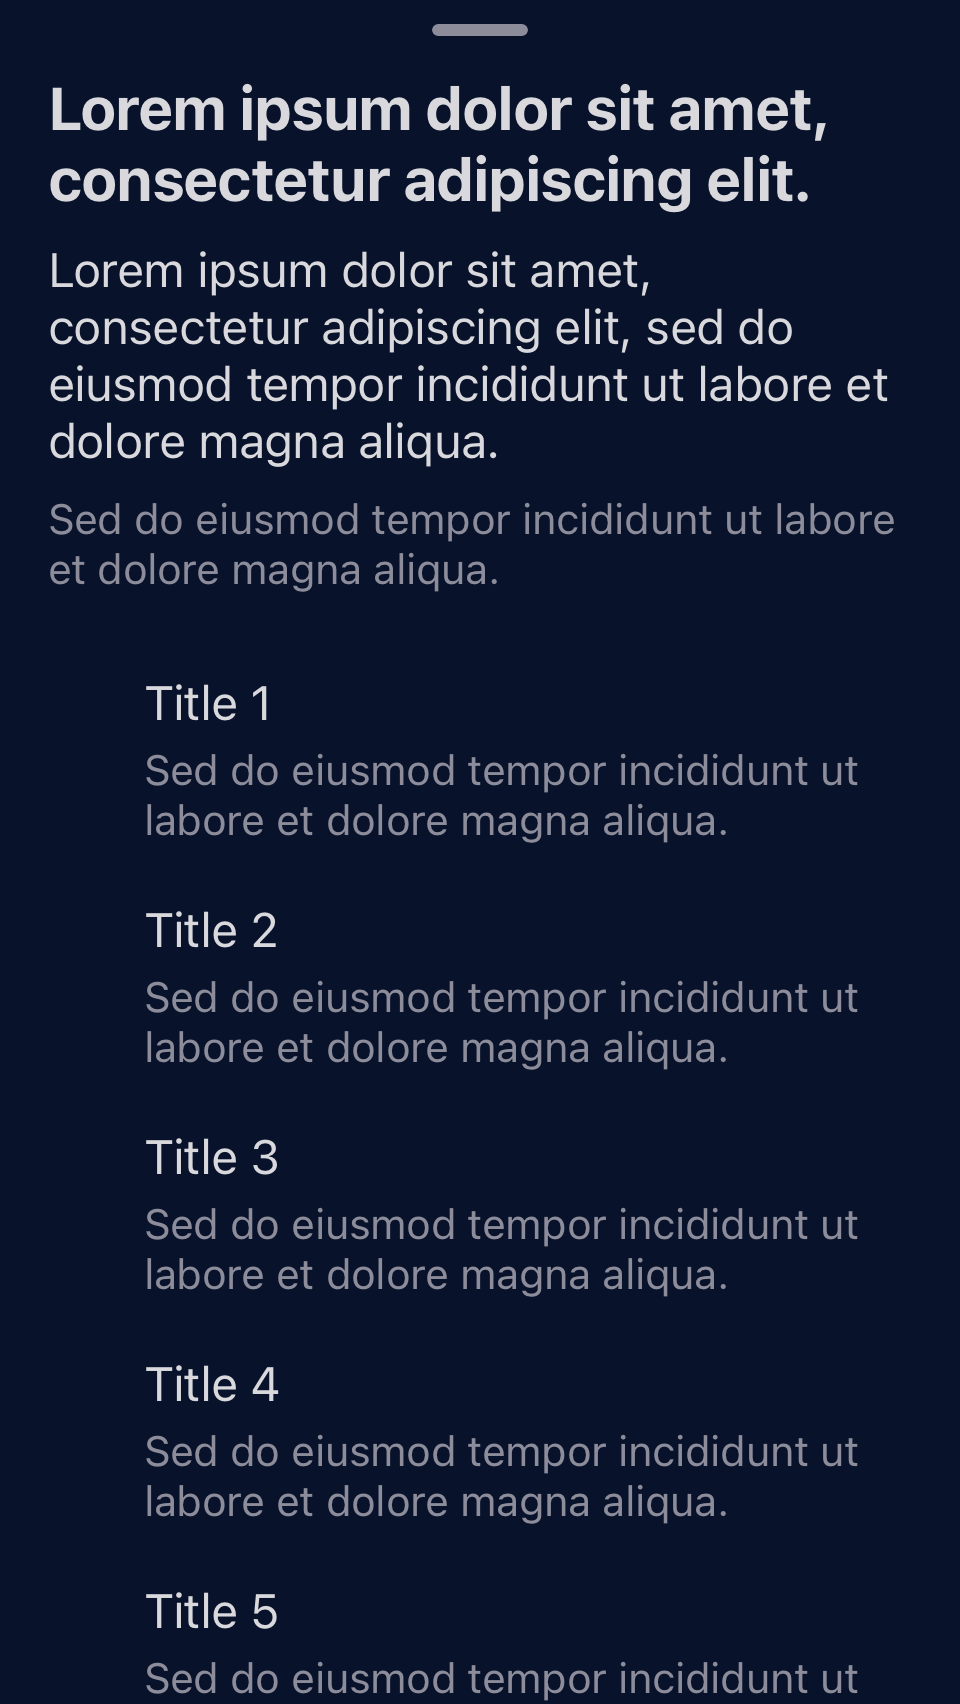 Lorem ipsum dolor sit amet,
consectetur adipiscing elit.
Lorem ipsum dolor sit amet,
consectetur adipiscing elit, sed do
eiusmod tempor incididunt ut labore et
dolore magna aliqua.
Sed do eiusmod tempor incididunt ut labore
et dolore magna aliqua.
Title 1
Sed do eiusmod tempor incididunt ut
labore et dolore magna aliqua.
Title 2
Sed do eiusmod tempor incididunt ut
labore et dolore magna aliqua.
Title 3
Sed do eiusmod tempor incididunt ut
labore et dolore magna aliqua.
Title 4
Sed do eiusmod tempor incididunt ut
labore et dolore magna aliqua.
Title 5
Sed do eiusmod tempor incididunt ut